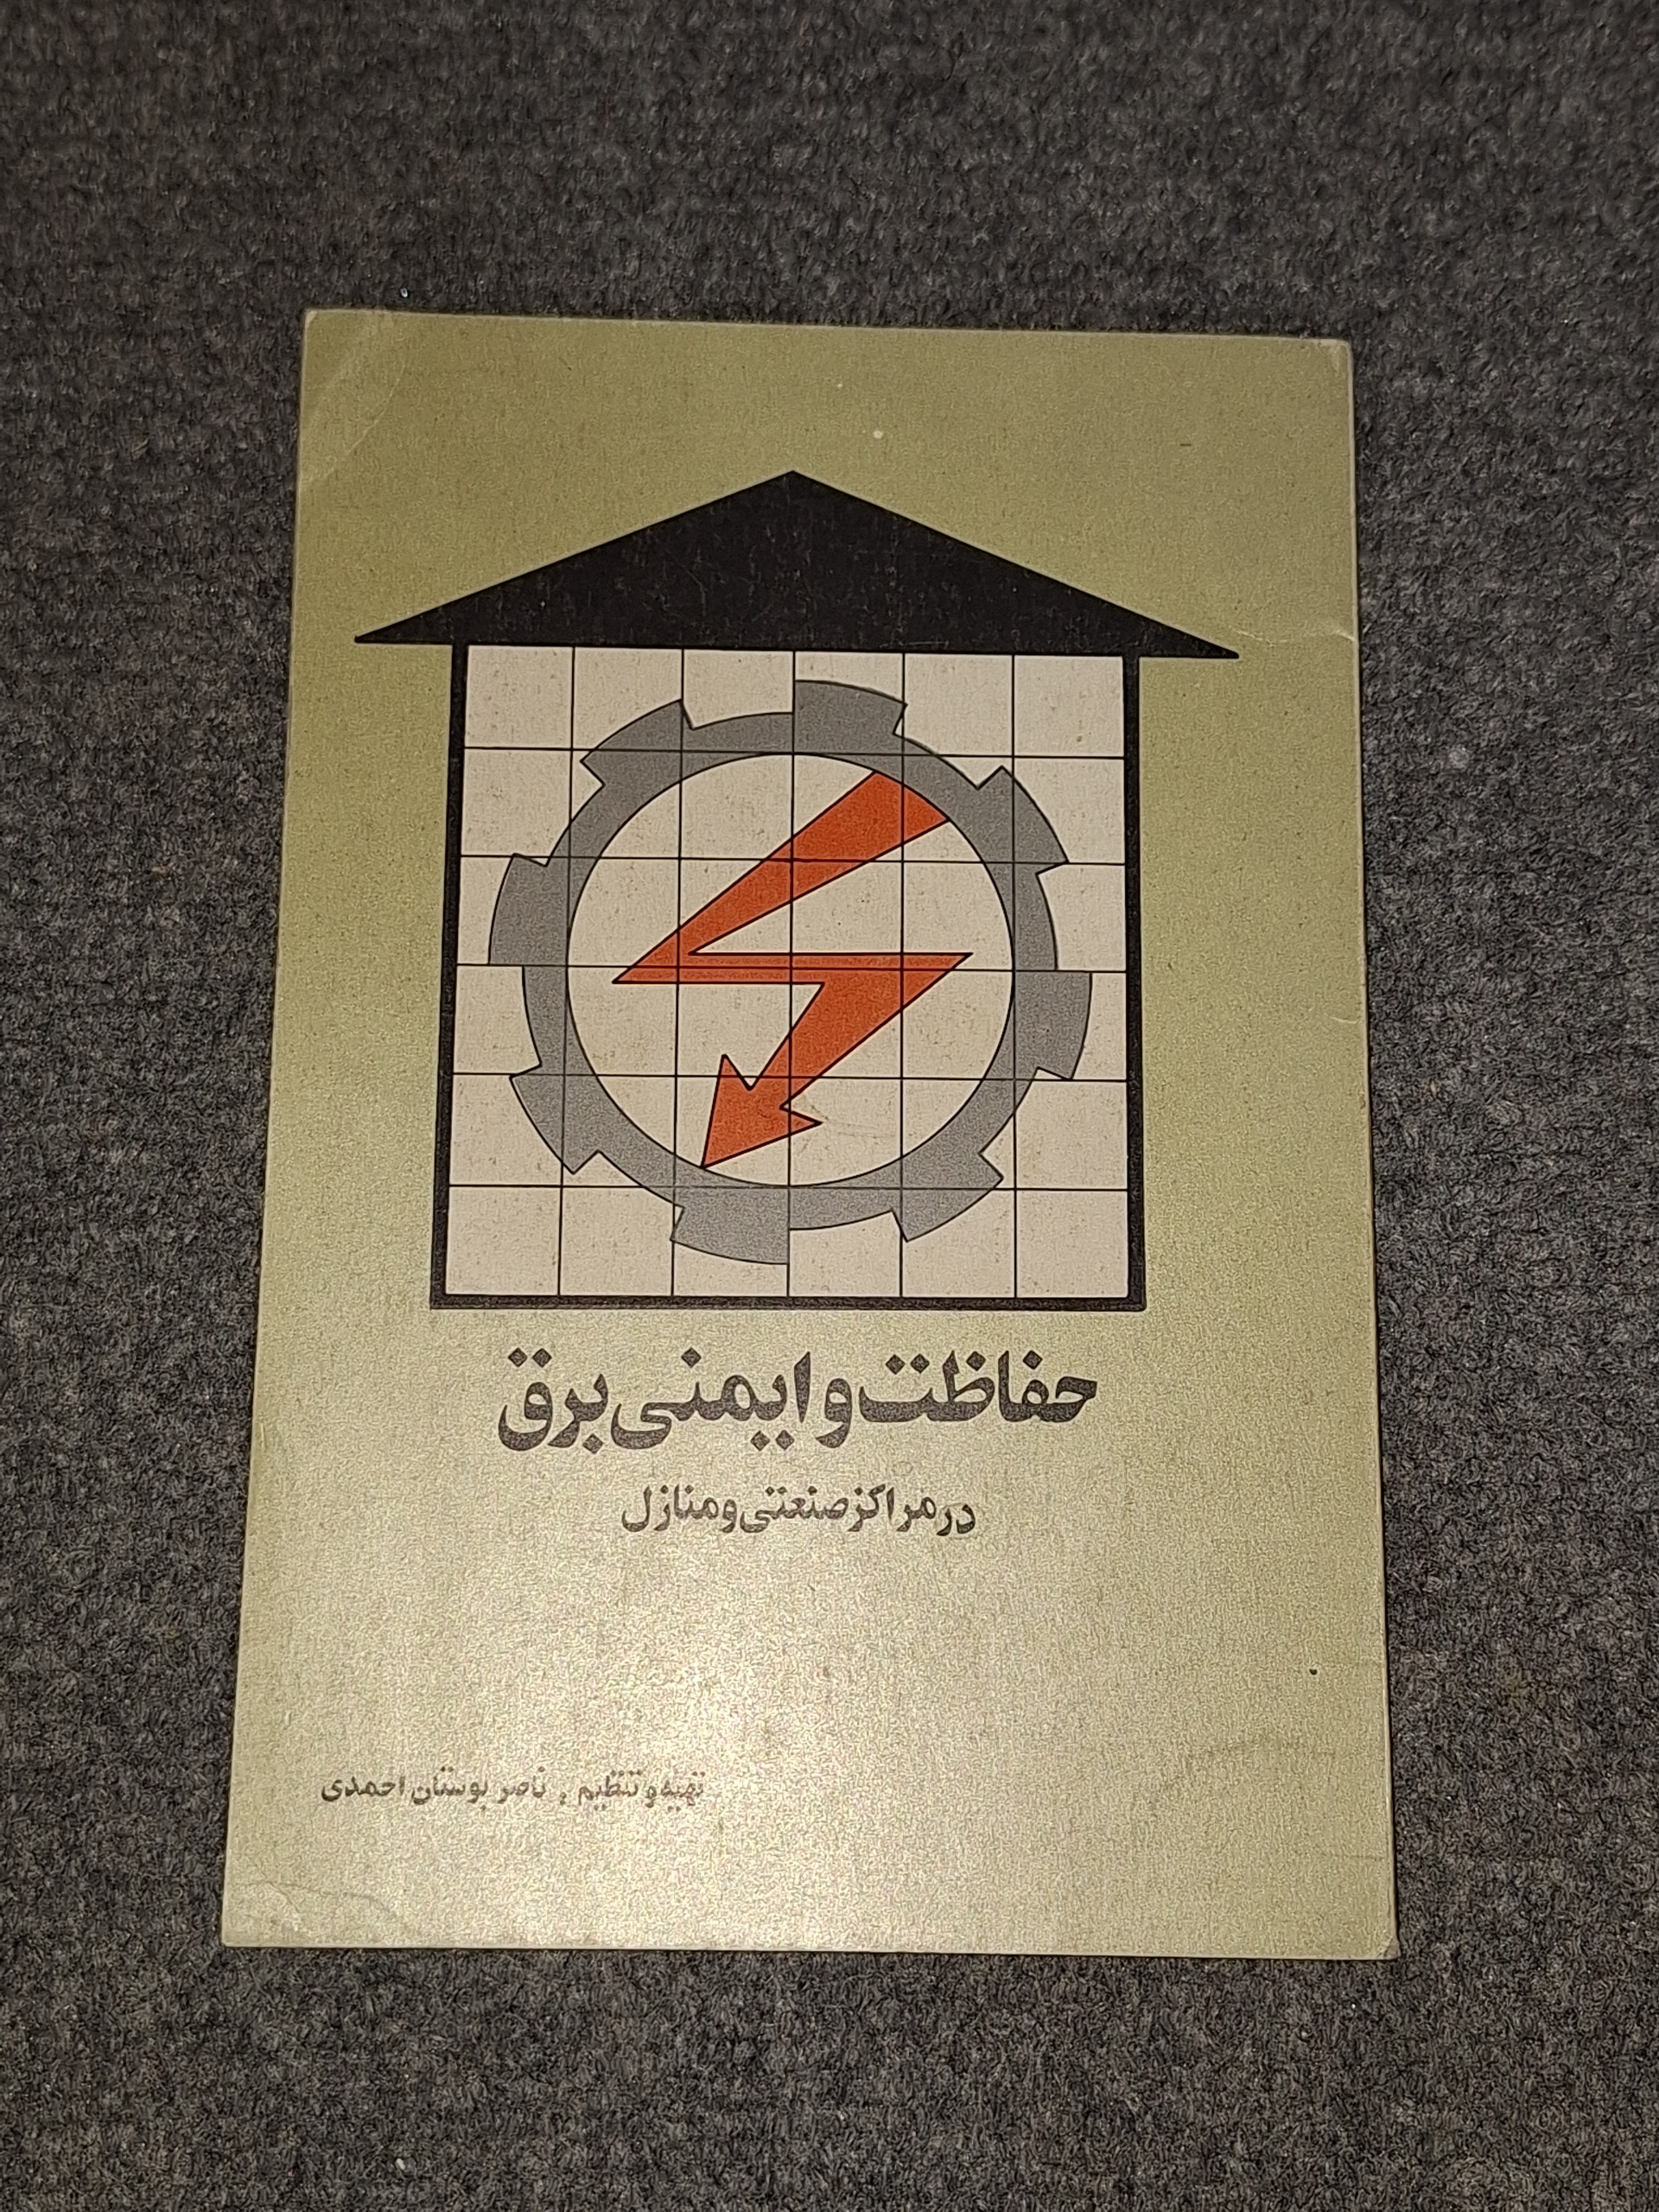 حفاظت و ایمنی برق
در مراکز صنعتی و منازل
تهیه و تنظیم : ناصر بوستان احمدی